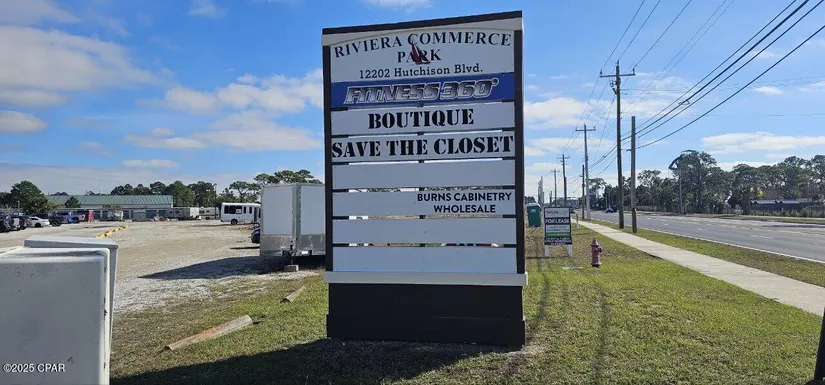 RIVIERA COMMERCE
PARK
12202 Hutchison Blvd.
FITNESS360°
BOUTIQUE
SAVE THE CLOSET
BURNS CABINETRY
WHOLESALE
FOR LEASE
©2025 CPAR